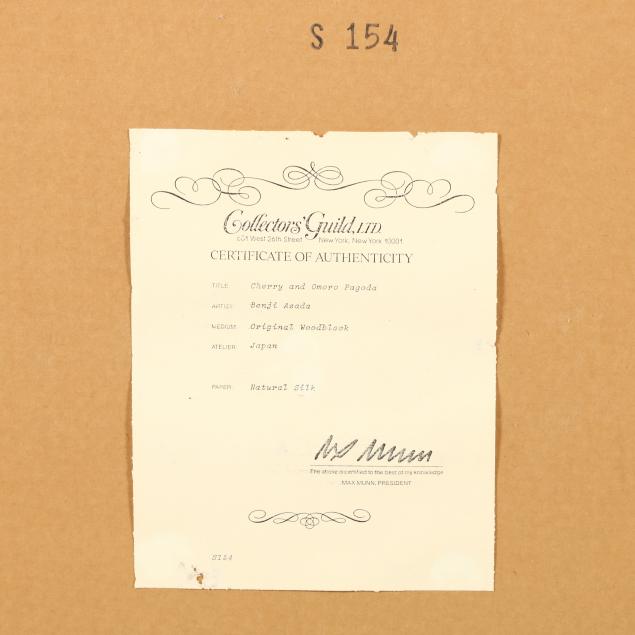 S 154
Collectors' Guild, LTD.
601 West 26th Street New York, New York 10001
CERTIFICATE OF AUTHENTICITY
TITLE: Cherry and Omoro Pagoda
ARTIST: Benji Asada
MEDIUM: Original Woodblock
ATELIER: Japan
PAPER: Natural Silk
Max Munn
The above is certified to the best of my knowledge
MAX MUNN, PRESIDENT
S154